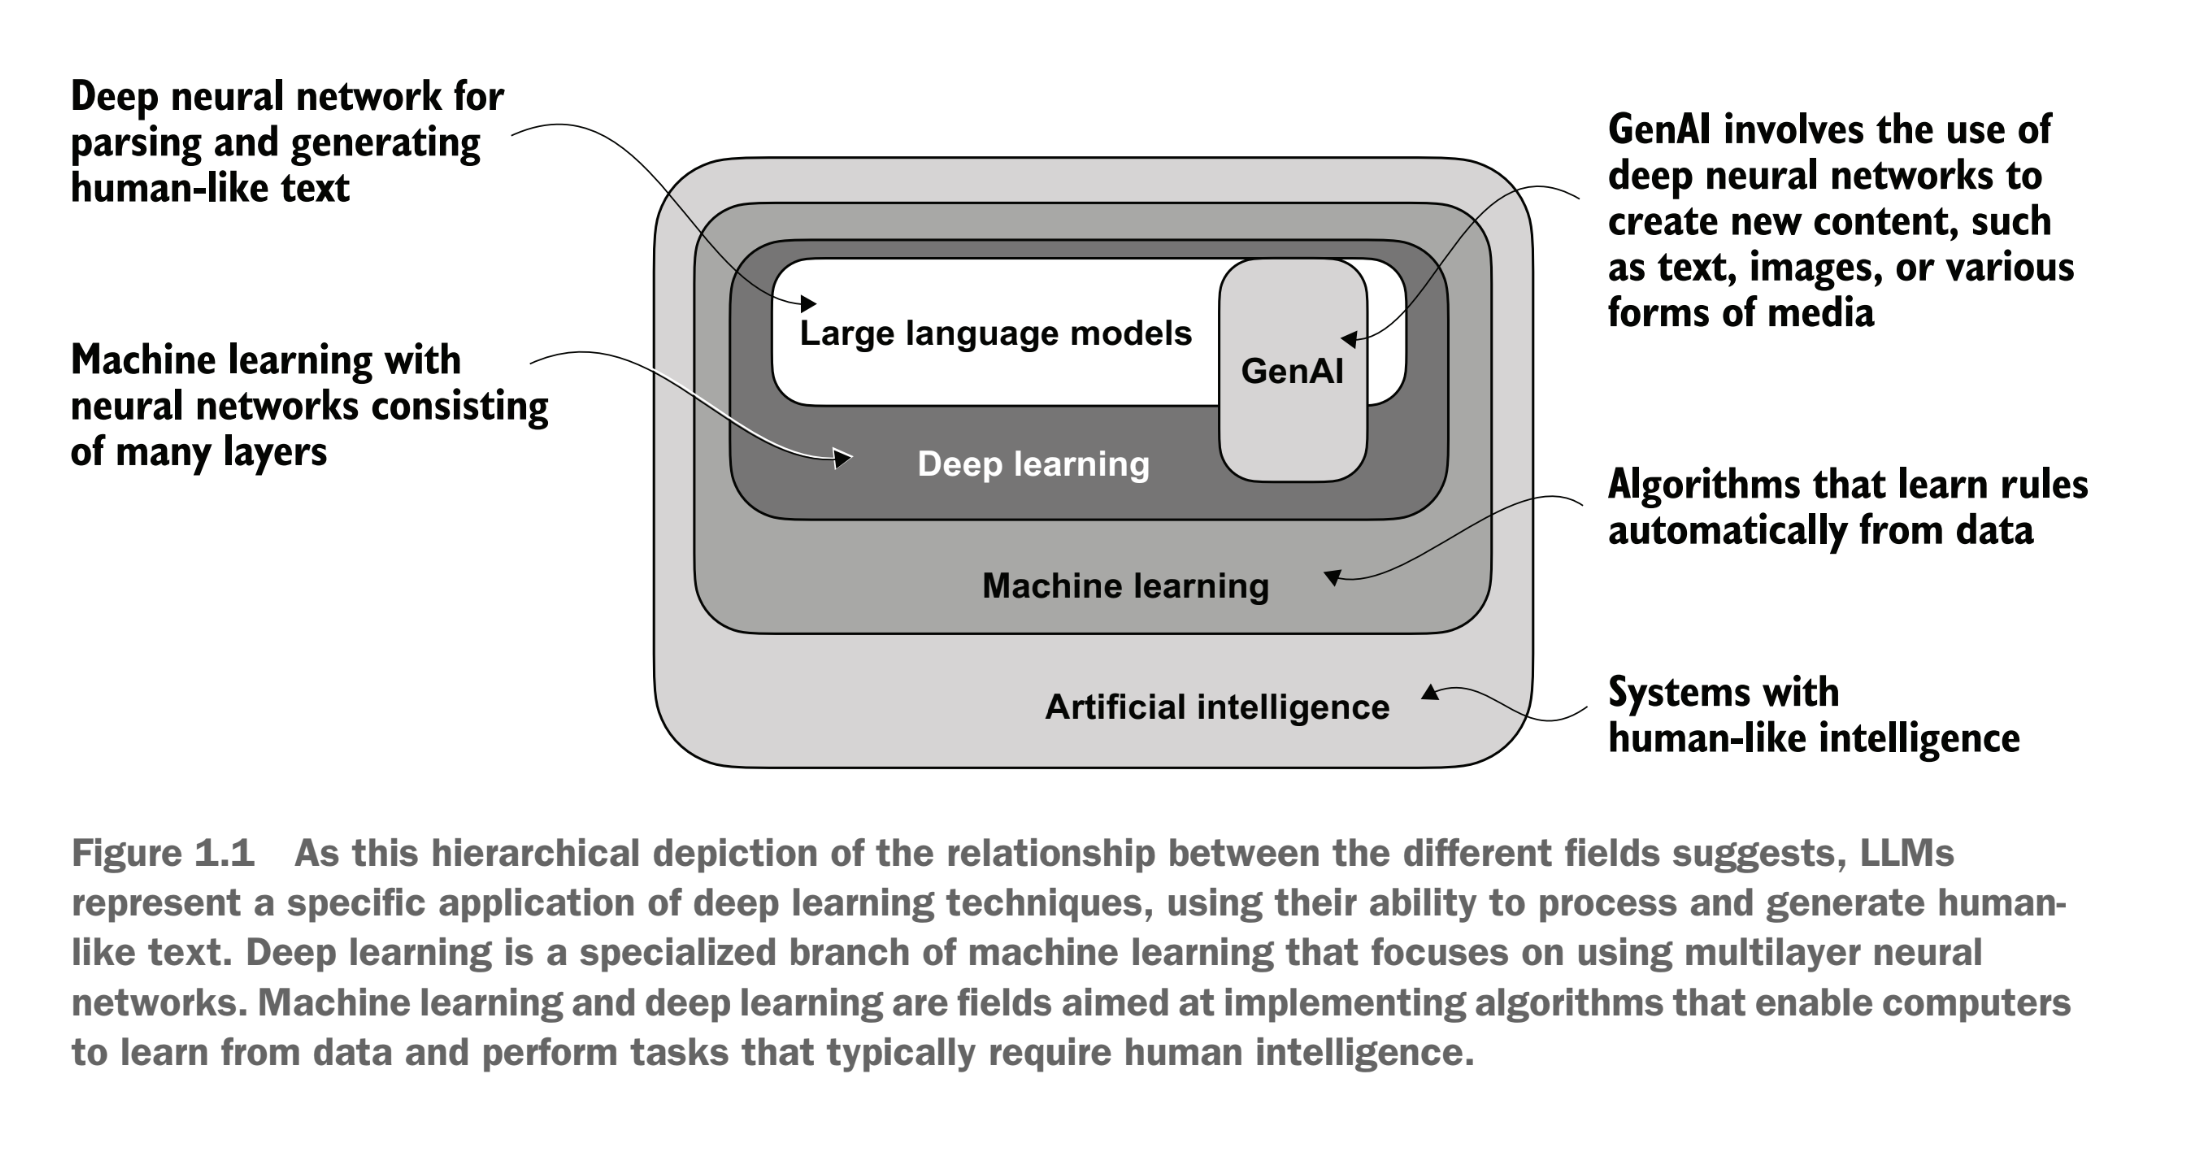 Deep neural network for
parsing and generating
human-like text
Machine learning with
neural networks consisting
of many layers
Large language models
GenAI
Deep learning
Machine learning
Artificial intelligence
GenAI involves the use of
deep neural networks to
create new content, such
as text, images, or various
forms of media
Algorithms that learn rules
automatically from data
Systems with
human-like intelligence
Figure 1.1 As this hierarchical depiction of the relationship between the different fields suggests, LLMs
represent a specific application of deep learning techniques, using their ability to process and generate human-
like text. Deep learning is a specialized branch of machine learning that focuses on using multilayer neural
networks. Machine learning and deep learning are fields aimed at implementing algorithms that enable computers
to learn from data and perform tasks that typically require human intelligence.